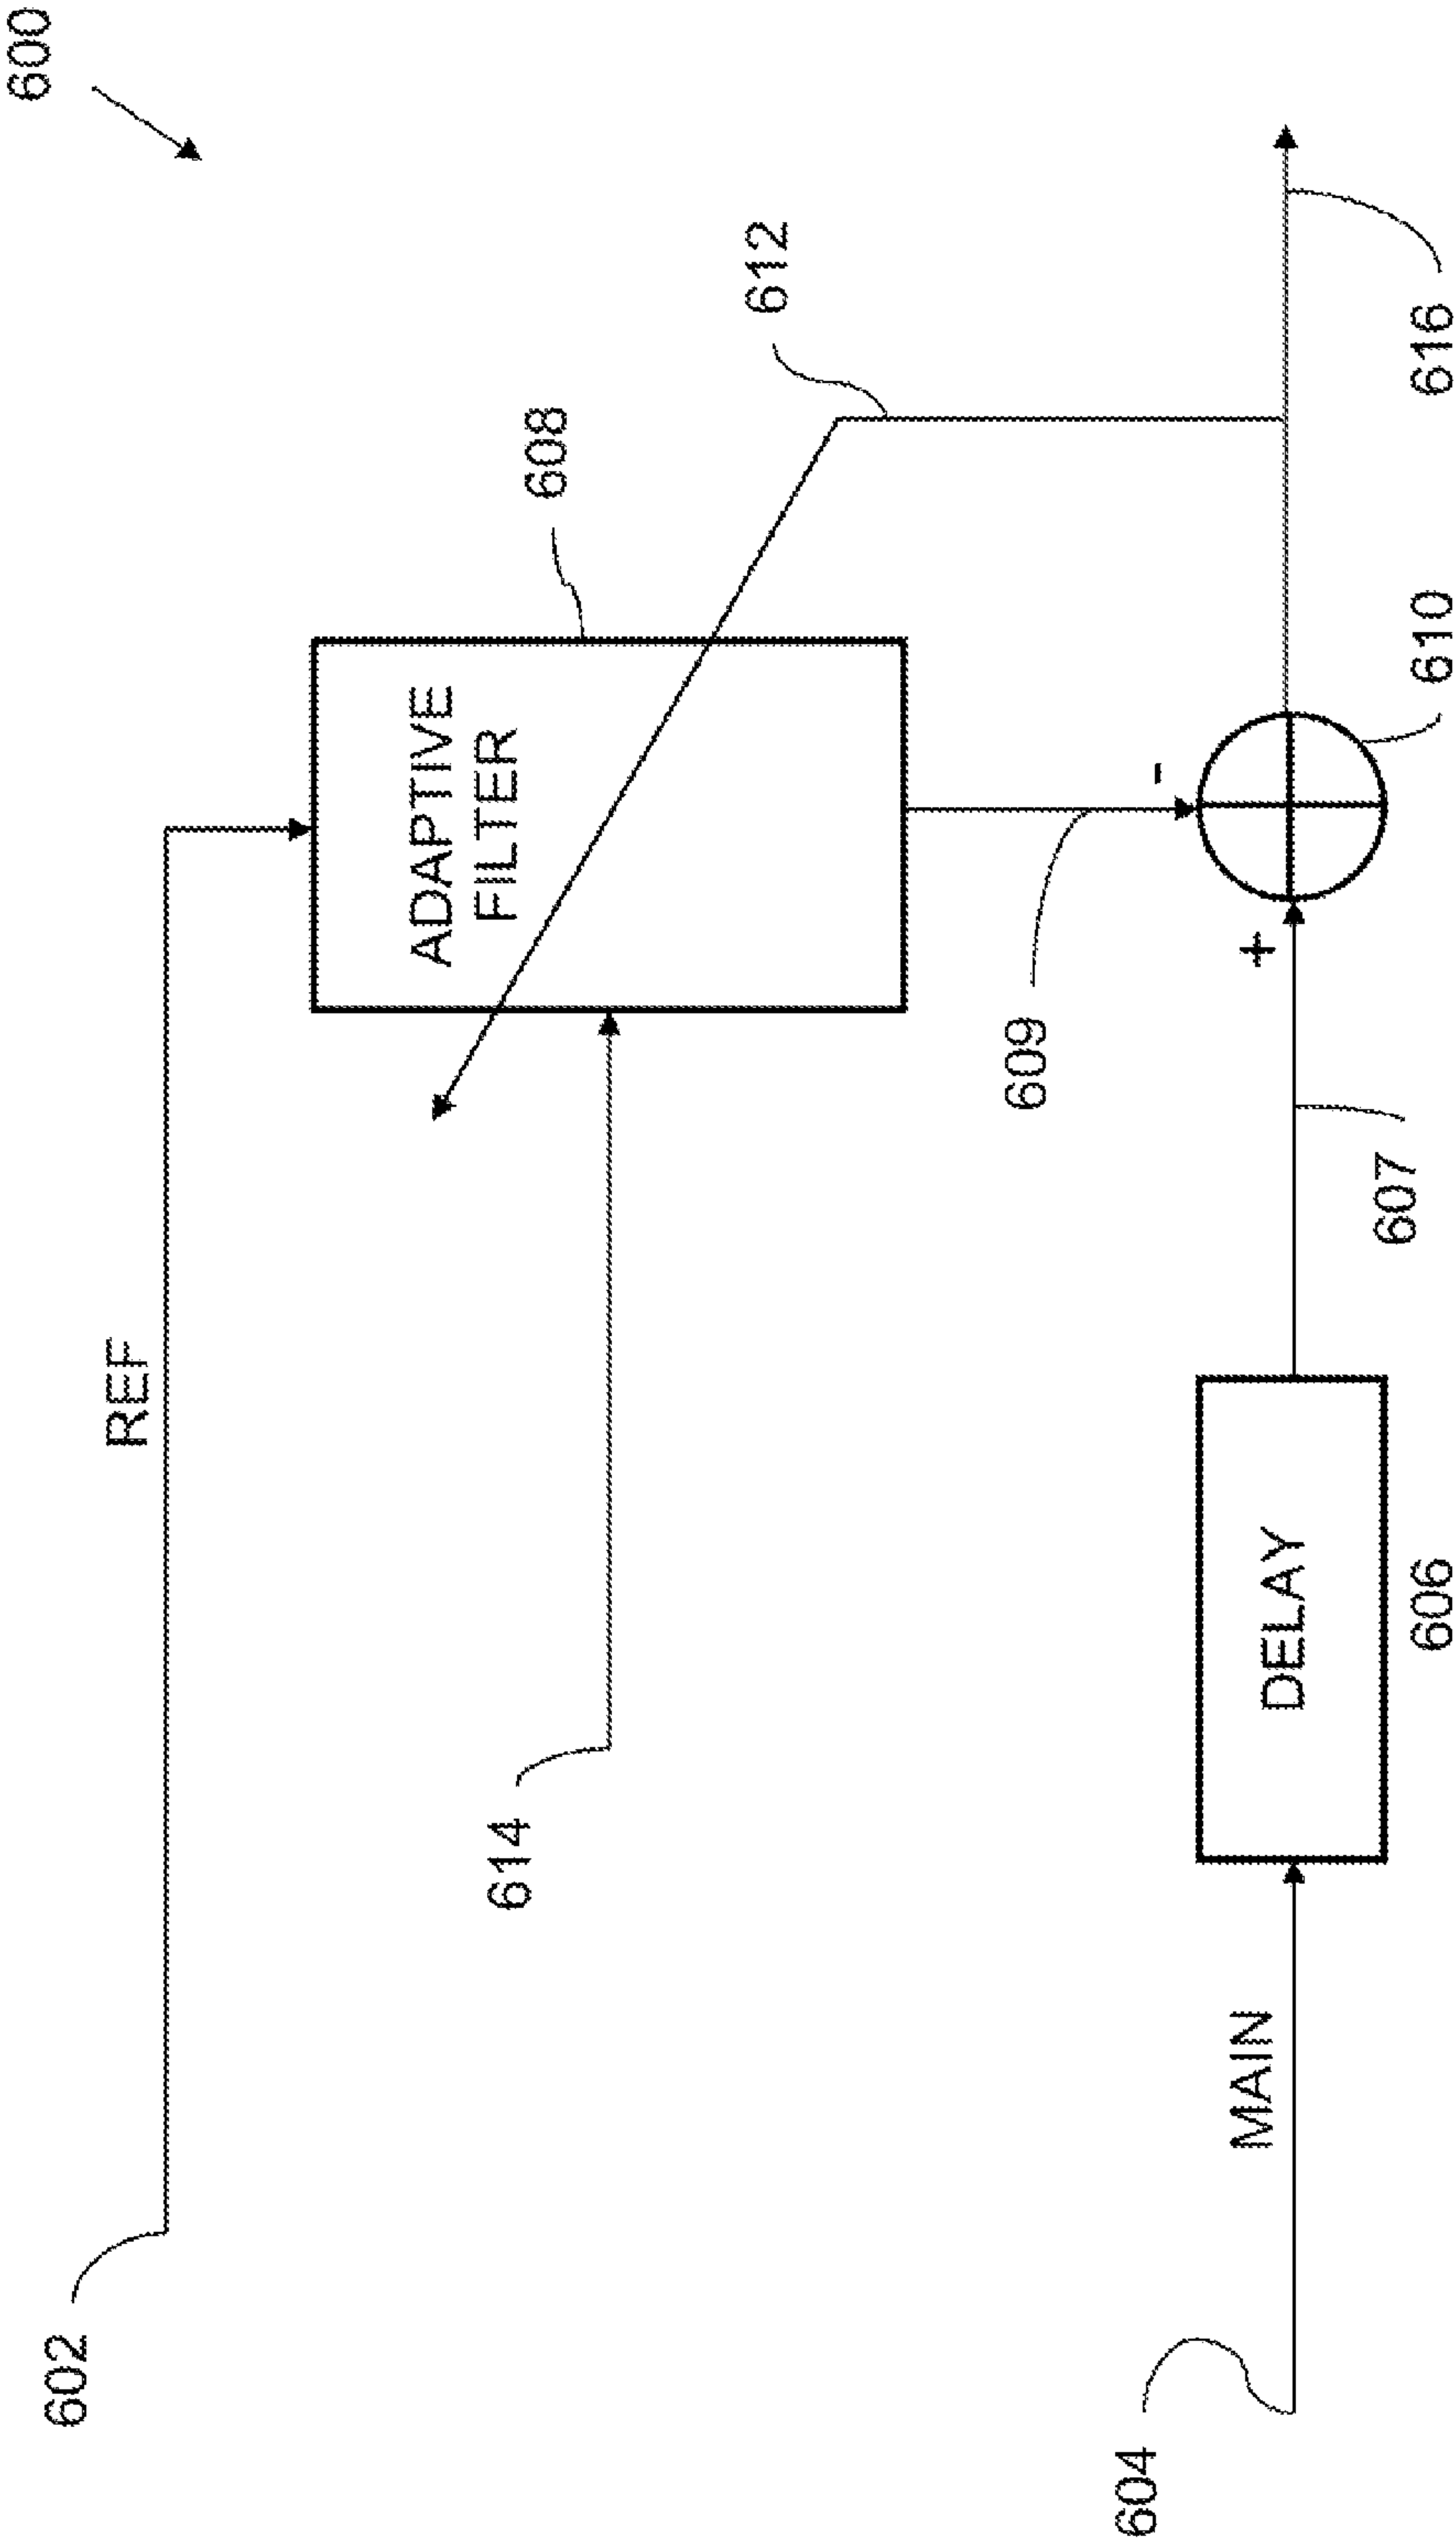 600
602
REF
608
ADAPTIVE
FILTER
612
614
609
-
+
604
MAIN
DELAY
606
607
610
616